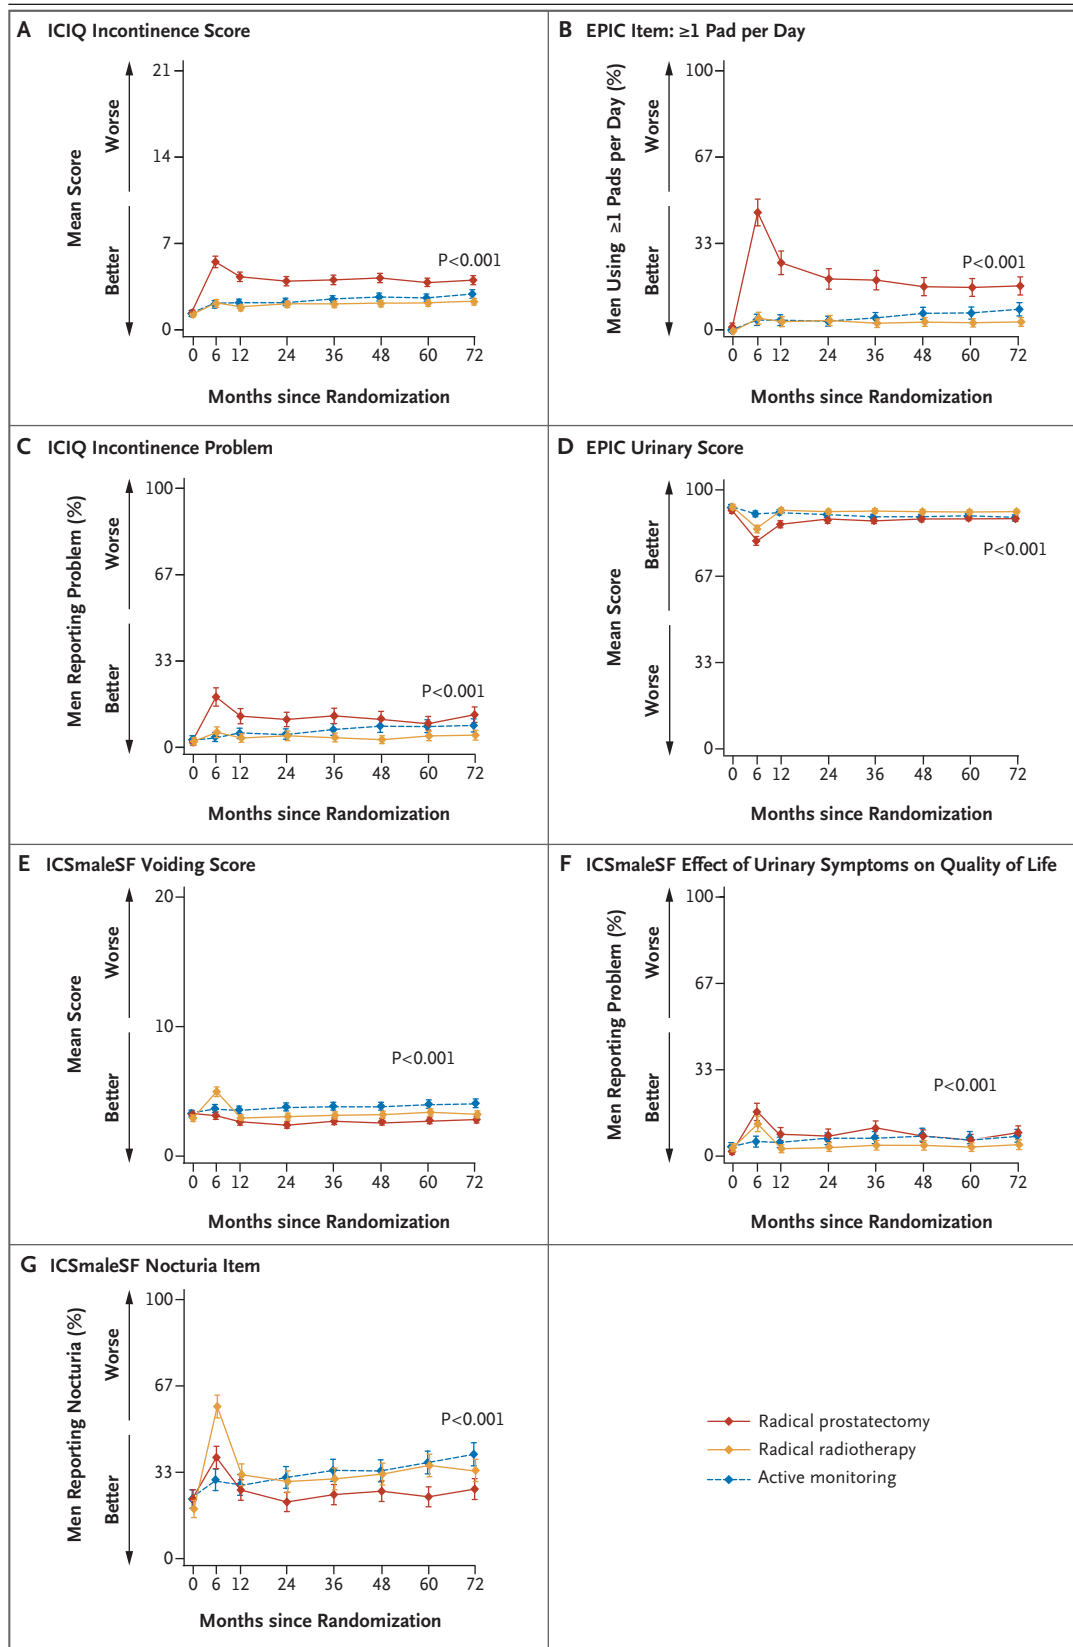 A ICIQ Incontinence Score
Mean Score
Worse
Better
21
14
7
0
P<0.001
0 6 12 24 36 48 60 72
Months since Randomization
B EPIC Item: ≥1 Pad per Day
Men Using ≥1 Pads per Day (%)
Worse
Better
100
67
33
0
P<0.001
0 6 12 24 36 48 60 72
Months since Randomization
C ICIQ Incontinence Problem
Men Reporting Problem (%)
Worse
Better
100
67
33
0
P<0.001
0 6 12 24 36 48 60 72
Months since Randomization
D EPIC Urinary Score
Mean Score
Better
Worse
100
67
33
0
P<0.001
0 6 12 24 36 48 60 72
Months since Randomization
E ICSmaleSF Voiding Score
Mean Score
Worse
Better
20
10
0
P<0.001
0 6 12 24 36 48 60 72
Months since Randomization
F ICSmaleSF Effect of Urinary Symptoms on Quality of Life
Men Reporting Problem (%)
Worse
Better
100
67
33
0
P<0.001
0 6 12 24 36 48 60 72
Months since Randomization
G ICSmaleSF Nocturia Item
Men Reporting Nocturia (%)
Worse
Better
100
67
33
0
P<0.001
0 6 12 24 36 48 60 72
Months since Randomization
Radical prostatectomy
Radical radiotherapy
Active monitoring